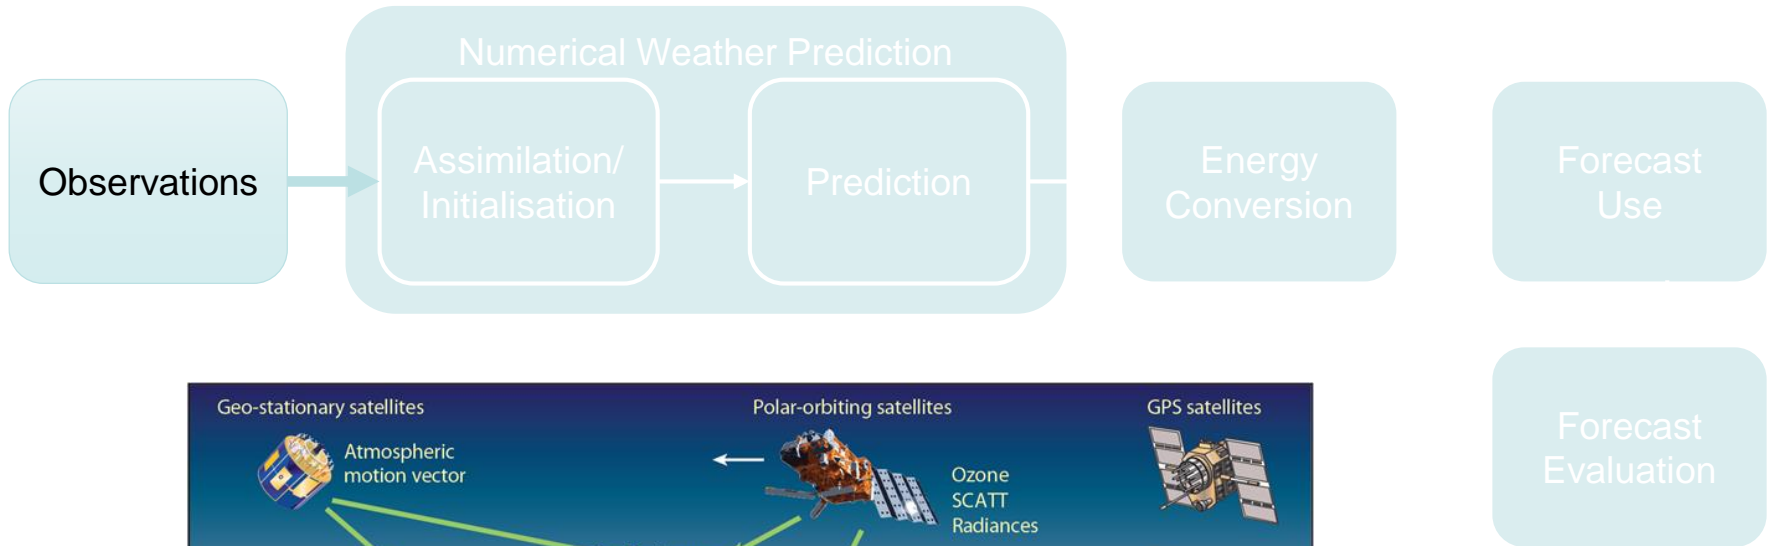 Numerical Weather Prediction
Observations
Assimilation/
Initialisation
Prediction
Energy
Conversion
Forecast
Use
Forecast
Evaluation
Geo-stationary satellites
Polar-orbiting satellites
GPS satellites
Atmospheric
motion vector
Ozone
SCATT
Radiances